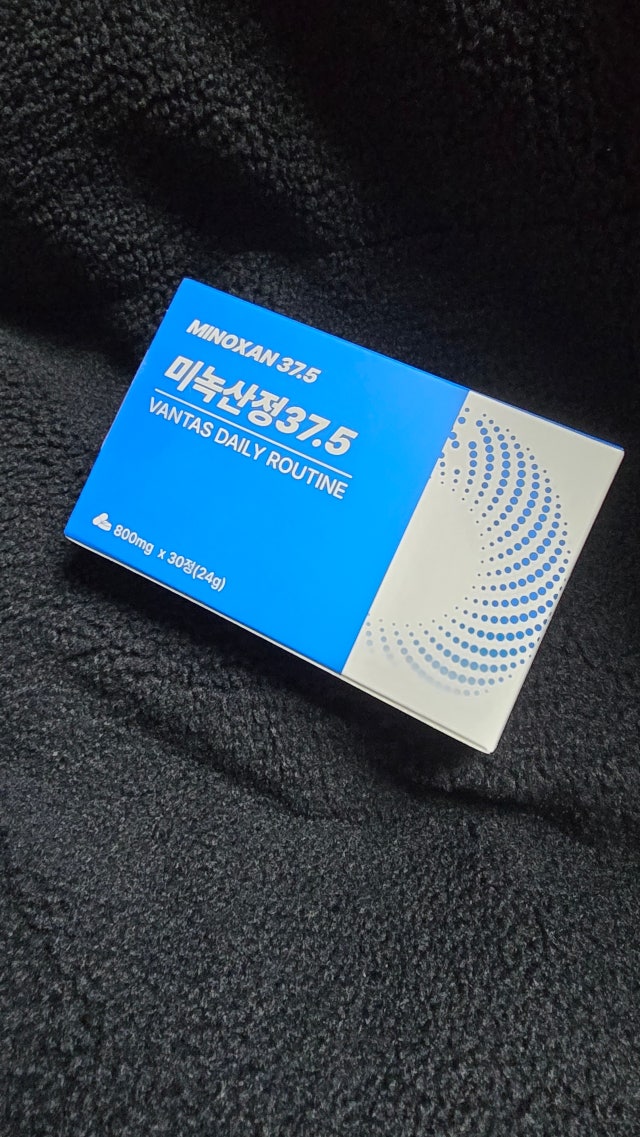 MINOXAN 37.5
미녹산정37.5
VANTAS DAILY ROUTINE
800mg x 30정(24g)